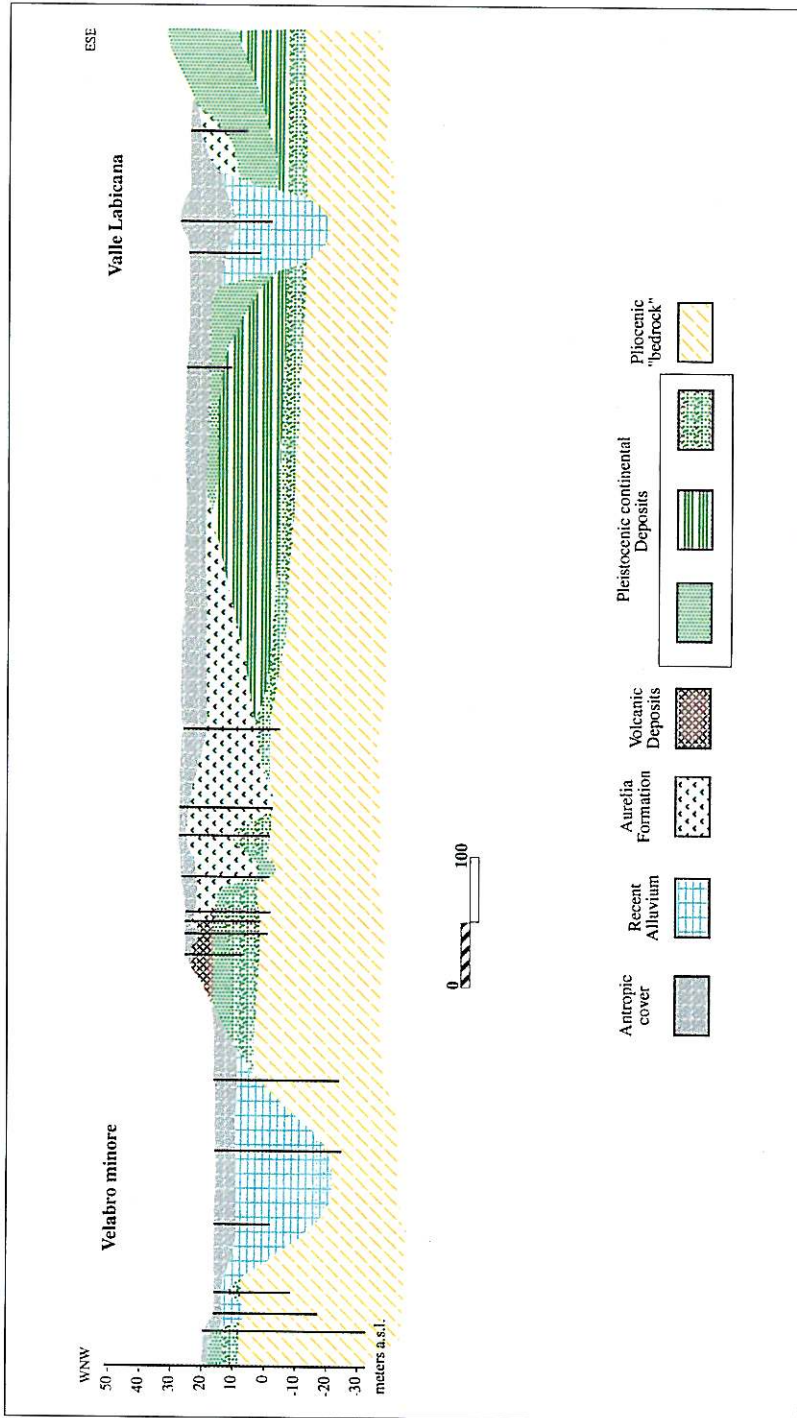 WNW
ESE
Velabro minore
Valle Labicana
50 -
40 -
30 -
20 -
10 -
0 -
-10 -
-20 -
-30 -
meters a.s.l.
0
100
Antropic
cover
Recent
Alluvium
Aurelia
Formation
Volcanic
Deposits
Pleistocenic continental
Deposits
Pliocenic
"bedrock"